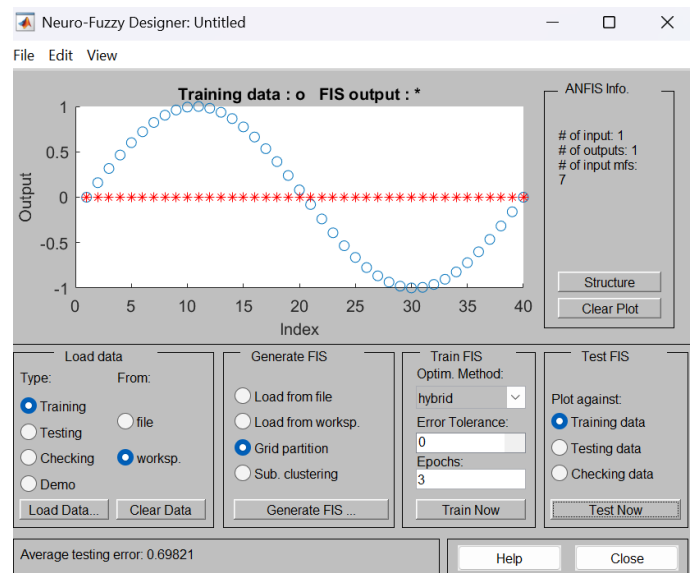 Neuro-Fuzzy Designer: Untitled
File Edit View
Training data : o FIS output : *
1
0.5
0
-0.5
-1
Output
0 5 10 15 20 25 30 35 40
Index
ANFIS Info.
# of input: 1
# of outputs: 1
# of input mfs:
7
Structure
Clear Plot
Load data
Type: From:
Training
Testing
Checking
Demo
file
worksp.
Load Data... Clear Data
Generate FIS
Load from file
Load from worksp.
Grid partition
Sub. clustering
Generate FIS ...
Train FIS
Optim. Method:
hybrid
Error Tolerance:
0
Epochs:
3
Train Now
Test FIS
Plot against:
Training data
Testing data
Checking data
Test Now
Average testing error: 0.69821
Help Close